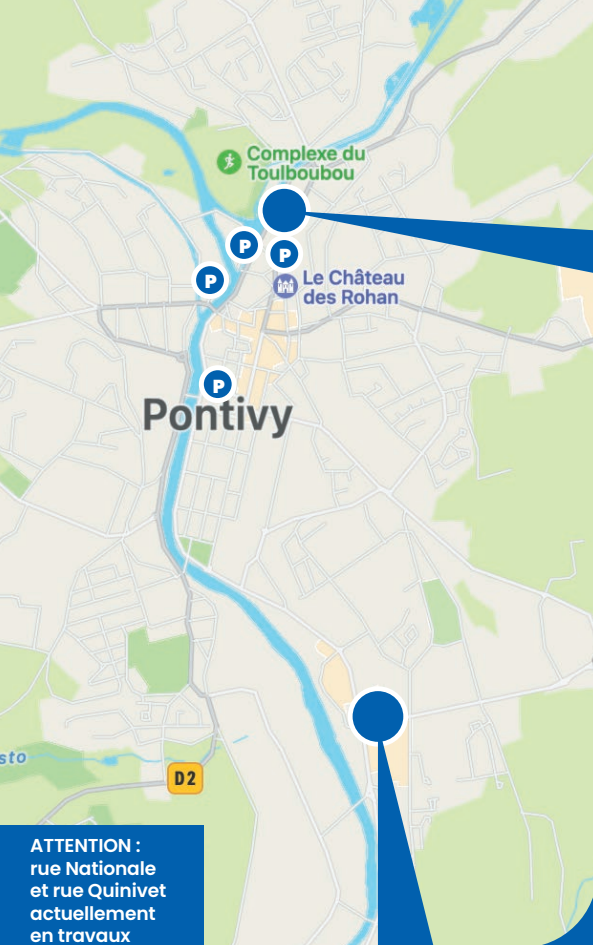 Complexe du
Toulboubou
P
P
P
Le Château
des Rohan
P
Pontivy
sto
D2
ATTENTION :
rue Nationale
et rue Quinivet
actuellement
en travaux